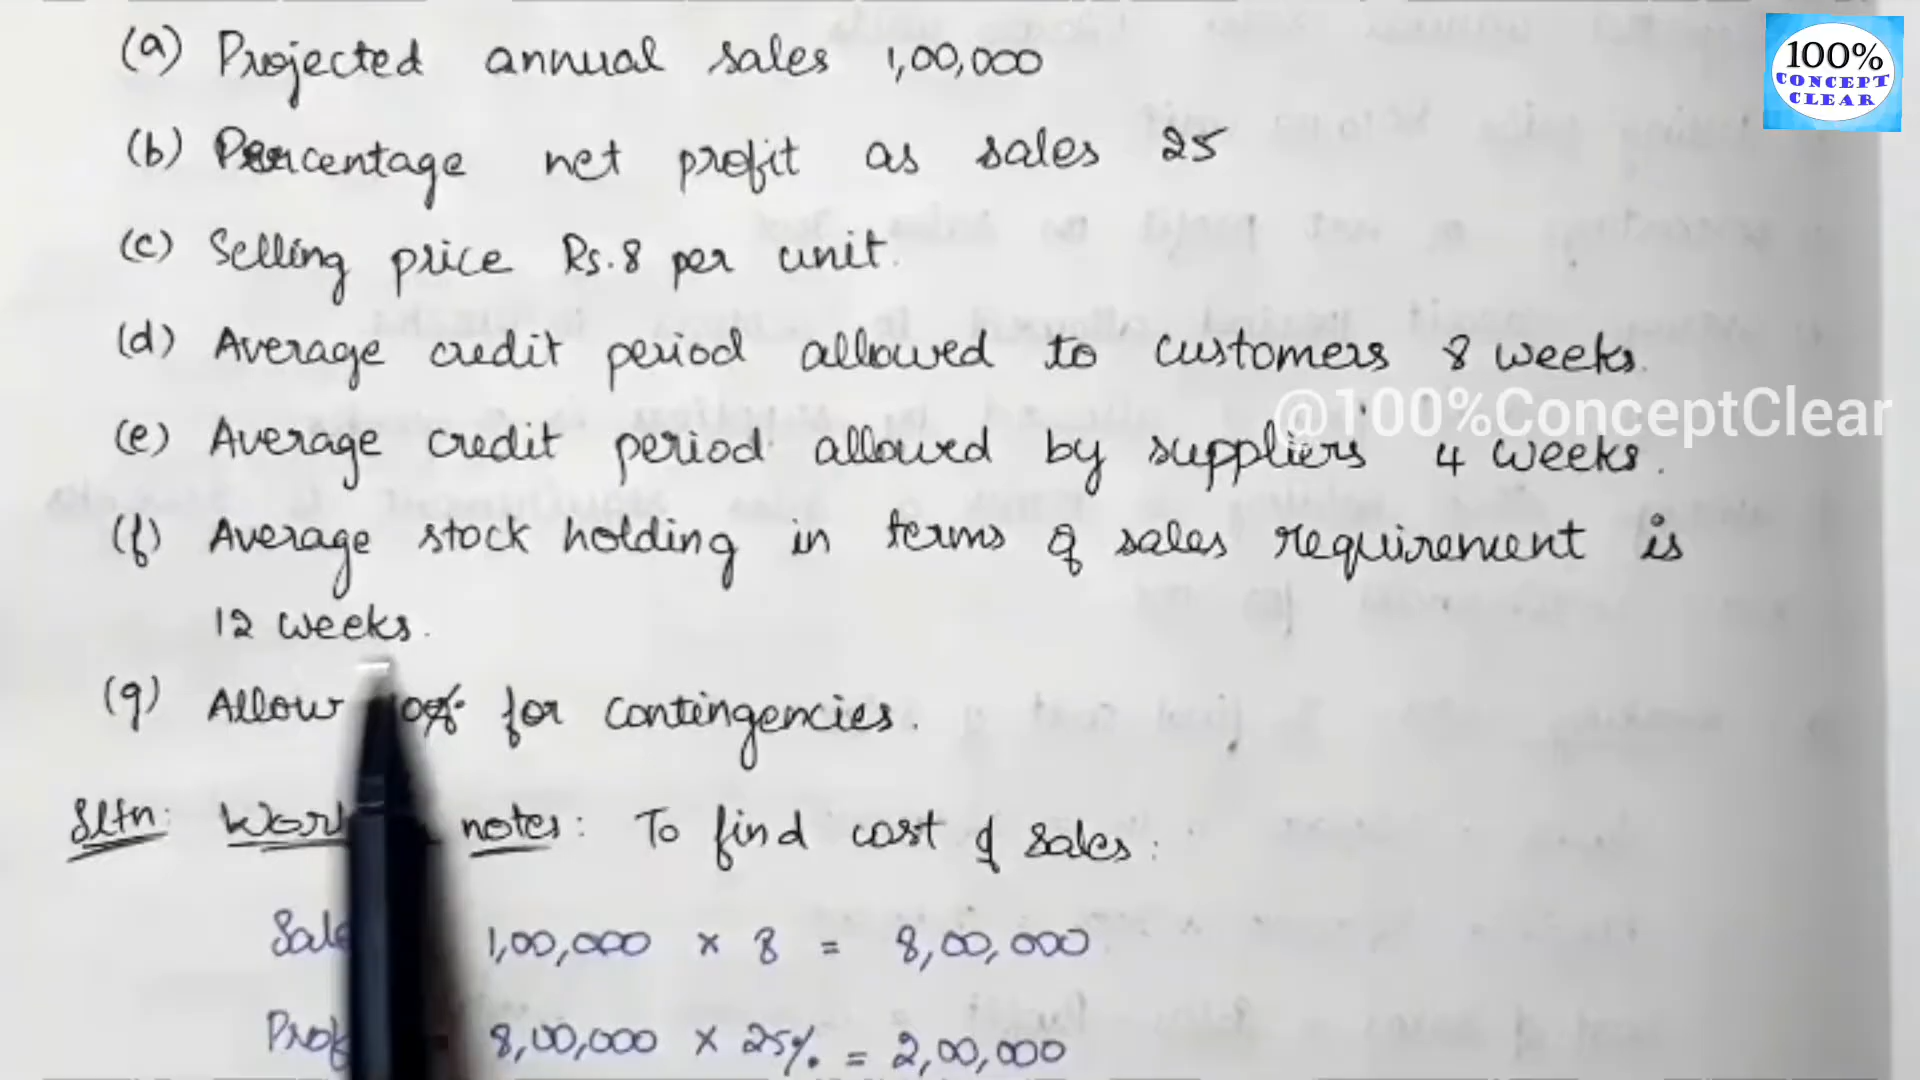 (a) Projected annual sales 1,00,000
100%
CONCEPT
CLEAR
(b) Percentage net profit as sales 25
(c) Selling price Rs.8 per unit.
(d) Average credit period allowed to customers 8 weeks.
@100%ConceptClear
(e) Average credit period allowed by suppliers 4 weeks.
(f) Average stock holding in terms of sales requirement is
12 weeks.
(g) Allow for contingencies.
Sltn: notes: To find cost of sales:
1,00,000 × 8 = 8,00,000
8,00,000 × 25% = 2,00,000